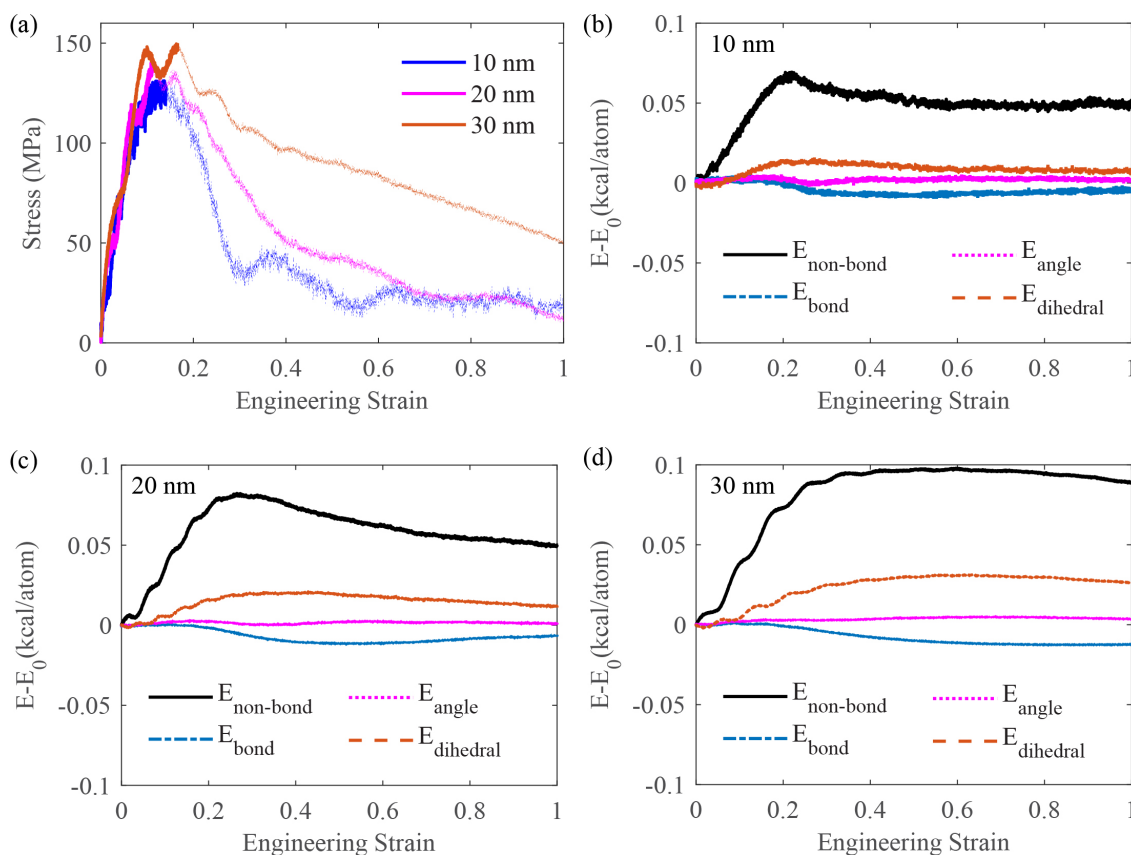 (a)
150
100
50
0
Stress (MPa)
10 nm
20 nm
30 nm
0 0.2 0.4 0.6 0.8 1
Engineering Strain
(b)
10 nm
0.1
0.05
0
-0.05
-0.1
E-E0(kcal/atom)
Enon-bond
Ebond
Eangle
Edihedral
0 0.2 0.4 0.6 0.8 1
Engineering Strain
(c)
20 nm
0.1
0.05
0
-0.05
-0.1
E-E0(kcal/atom)
Enon-bond
Ebond
Eangle
Edihedral
0 0.2 0.4 0.6 0.8 1
Engineering Strain
(d)
30 nm
0.1
0.05
0
-0.05
-0.1
E-E0(kcal/atom)
Enon-bond
Ebond
Eangle
Edihedral
0 0.2 0.4 0.6 0.8 1
Engineering Strain